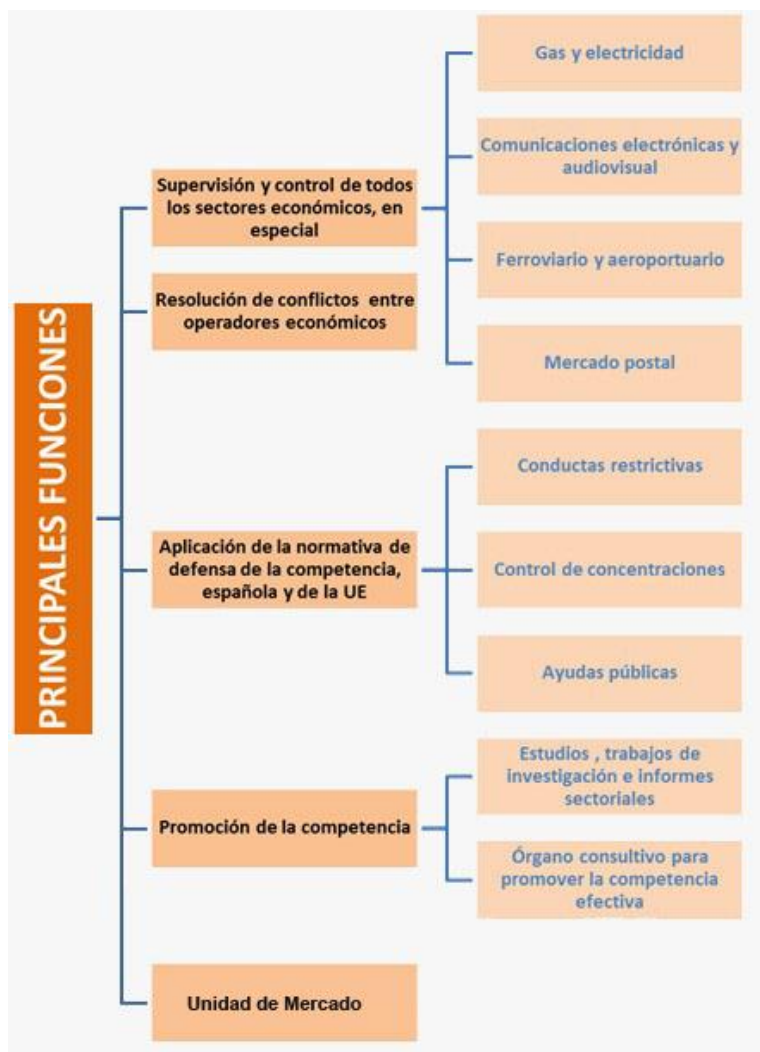 PRINCIPALES FUNCIONES
Supervisión y control de todos
los sectores económicos, en
especial
Gas y electricidad
Comunicaciones electrónicas y
audiovisual
Ferroviario y aeroportuario
Mercado postal
Resolución de conflictos entre
operadores económicos
Aplicación de la normativa de
defensa de la competencia,
española y de la UE
Conductas restrictivas
Control de concentraciones
Ayudas públicas
Promoción de la competencia
Estudios , trabajos de
investigación e informes
sectoriales
Órgano consultivo para
promover la competencia
efectiva
Unidad de Mercado